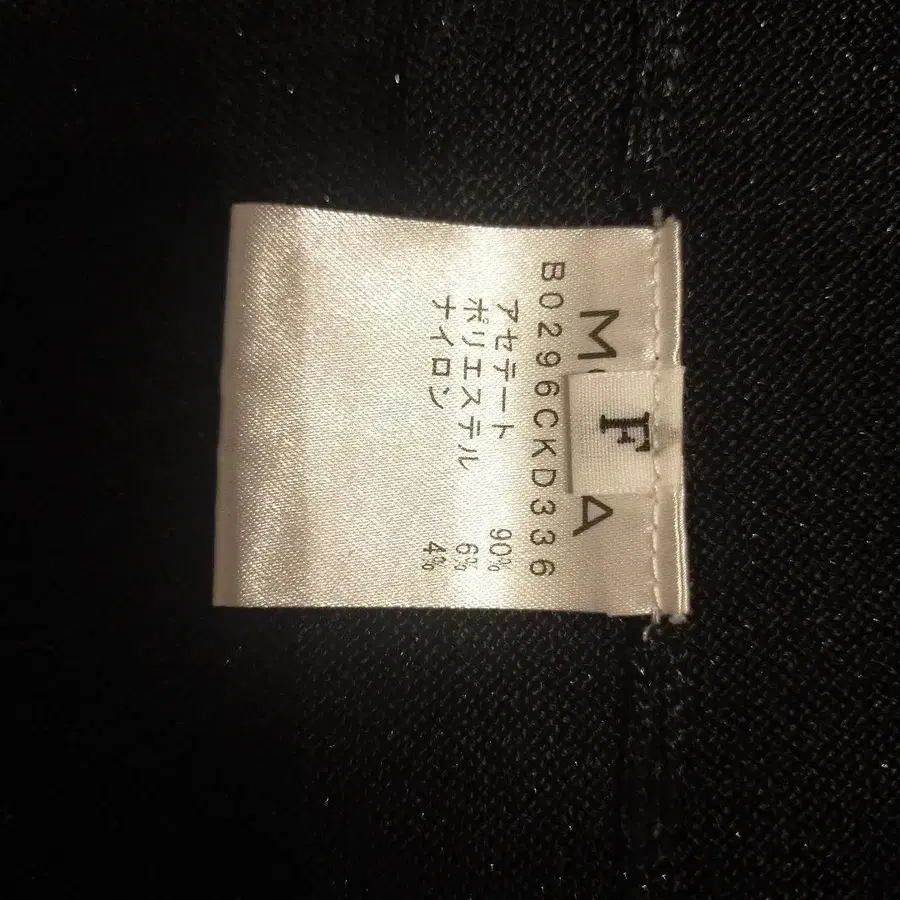 F
B0296CKD336
アセテート 90%
ポリエステル 6%
ナイロン 4%